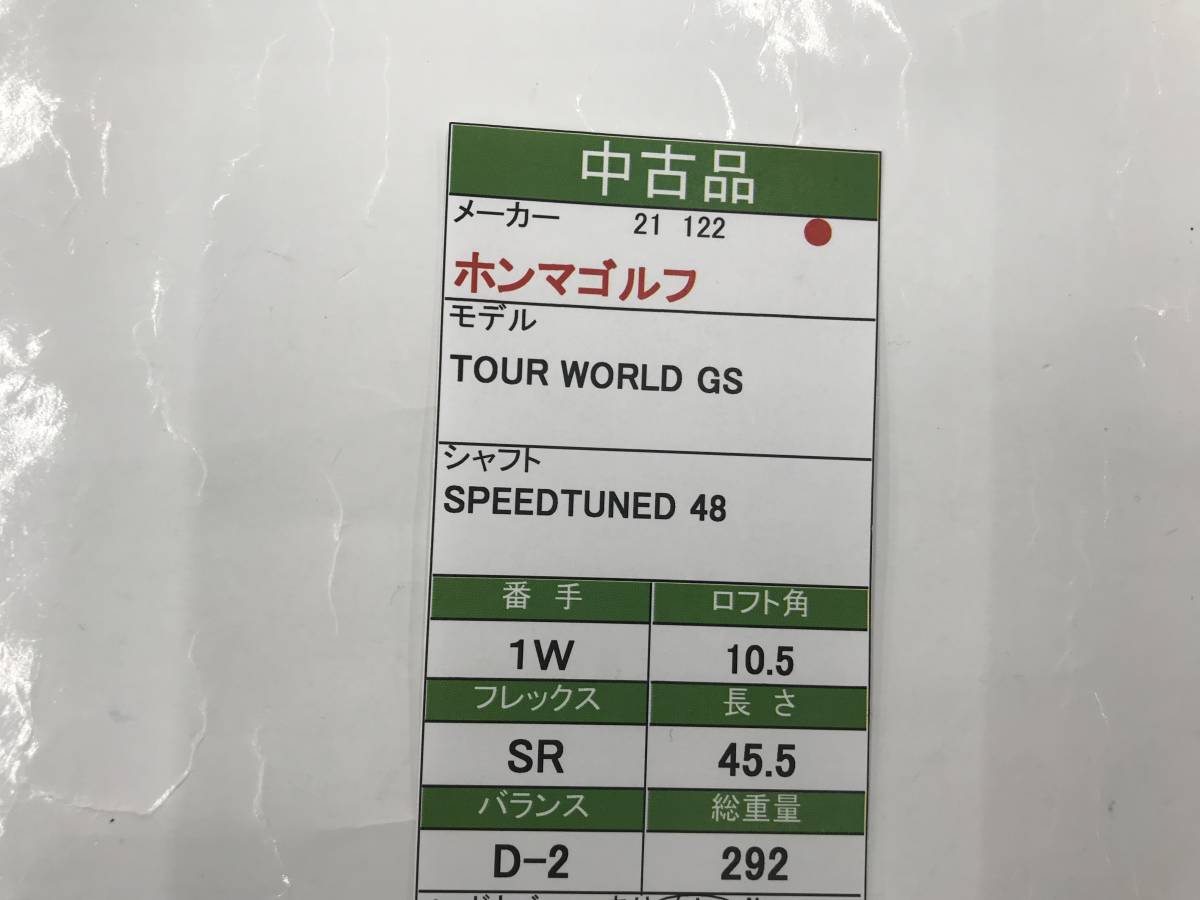 中古品
メーカー 21 122
ホンマゴルフ
モデル
TOUR WORLD GS
シャフト
SPEEDTUNED 48
番手 ロフト角
1W 10.5
フレックス 長さ
SR 45.5
バランス 総重量
D-2 292